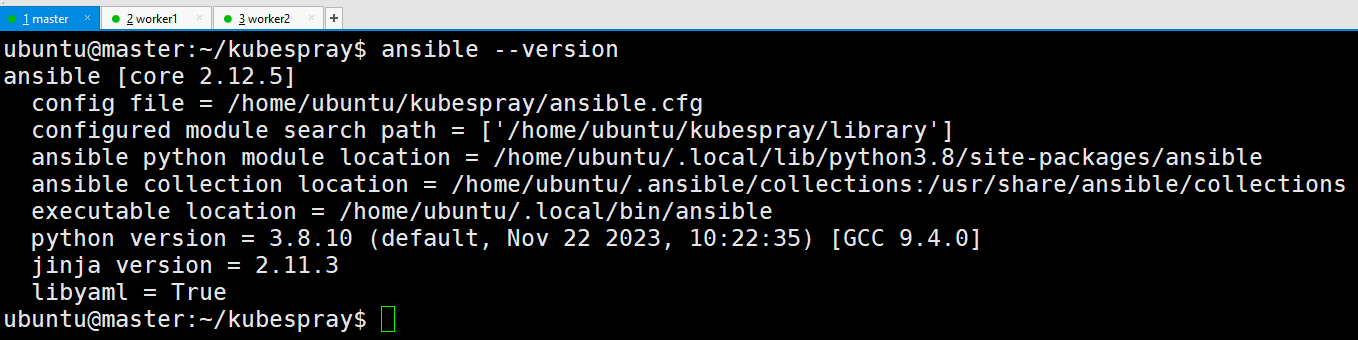 1 master × 2 worker1 × 3 worker2 × +
ubuntu@master:~/kubespray$ ansible --version
ansible [core 2.12.5]
  config file = /home/ubuntu/kubespray/ansible.cfg
  configured module search path = ['/home/ubuntu/kubespray/library']
  ansible python module location = /home/ubuntu/.local/lib/python3.8/site-packages/ansible
  ansible collection location = /home/ubuntu/.ansible/collections:/usr/share/ansible/collections
  executable location = /home/ubuntu/.local/bin/ansible
  python version = 3.8.10 (default, Nov 22 2023, 10:22:35) [GCC 9.4.0]
  jinja version = 2.11.3
  libyaml = True
ubuntu@master:~/kubespray$